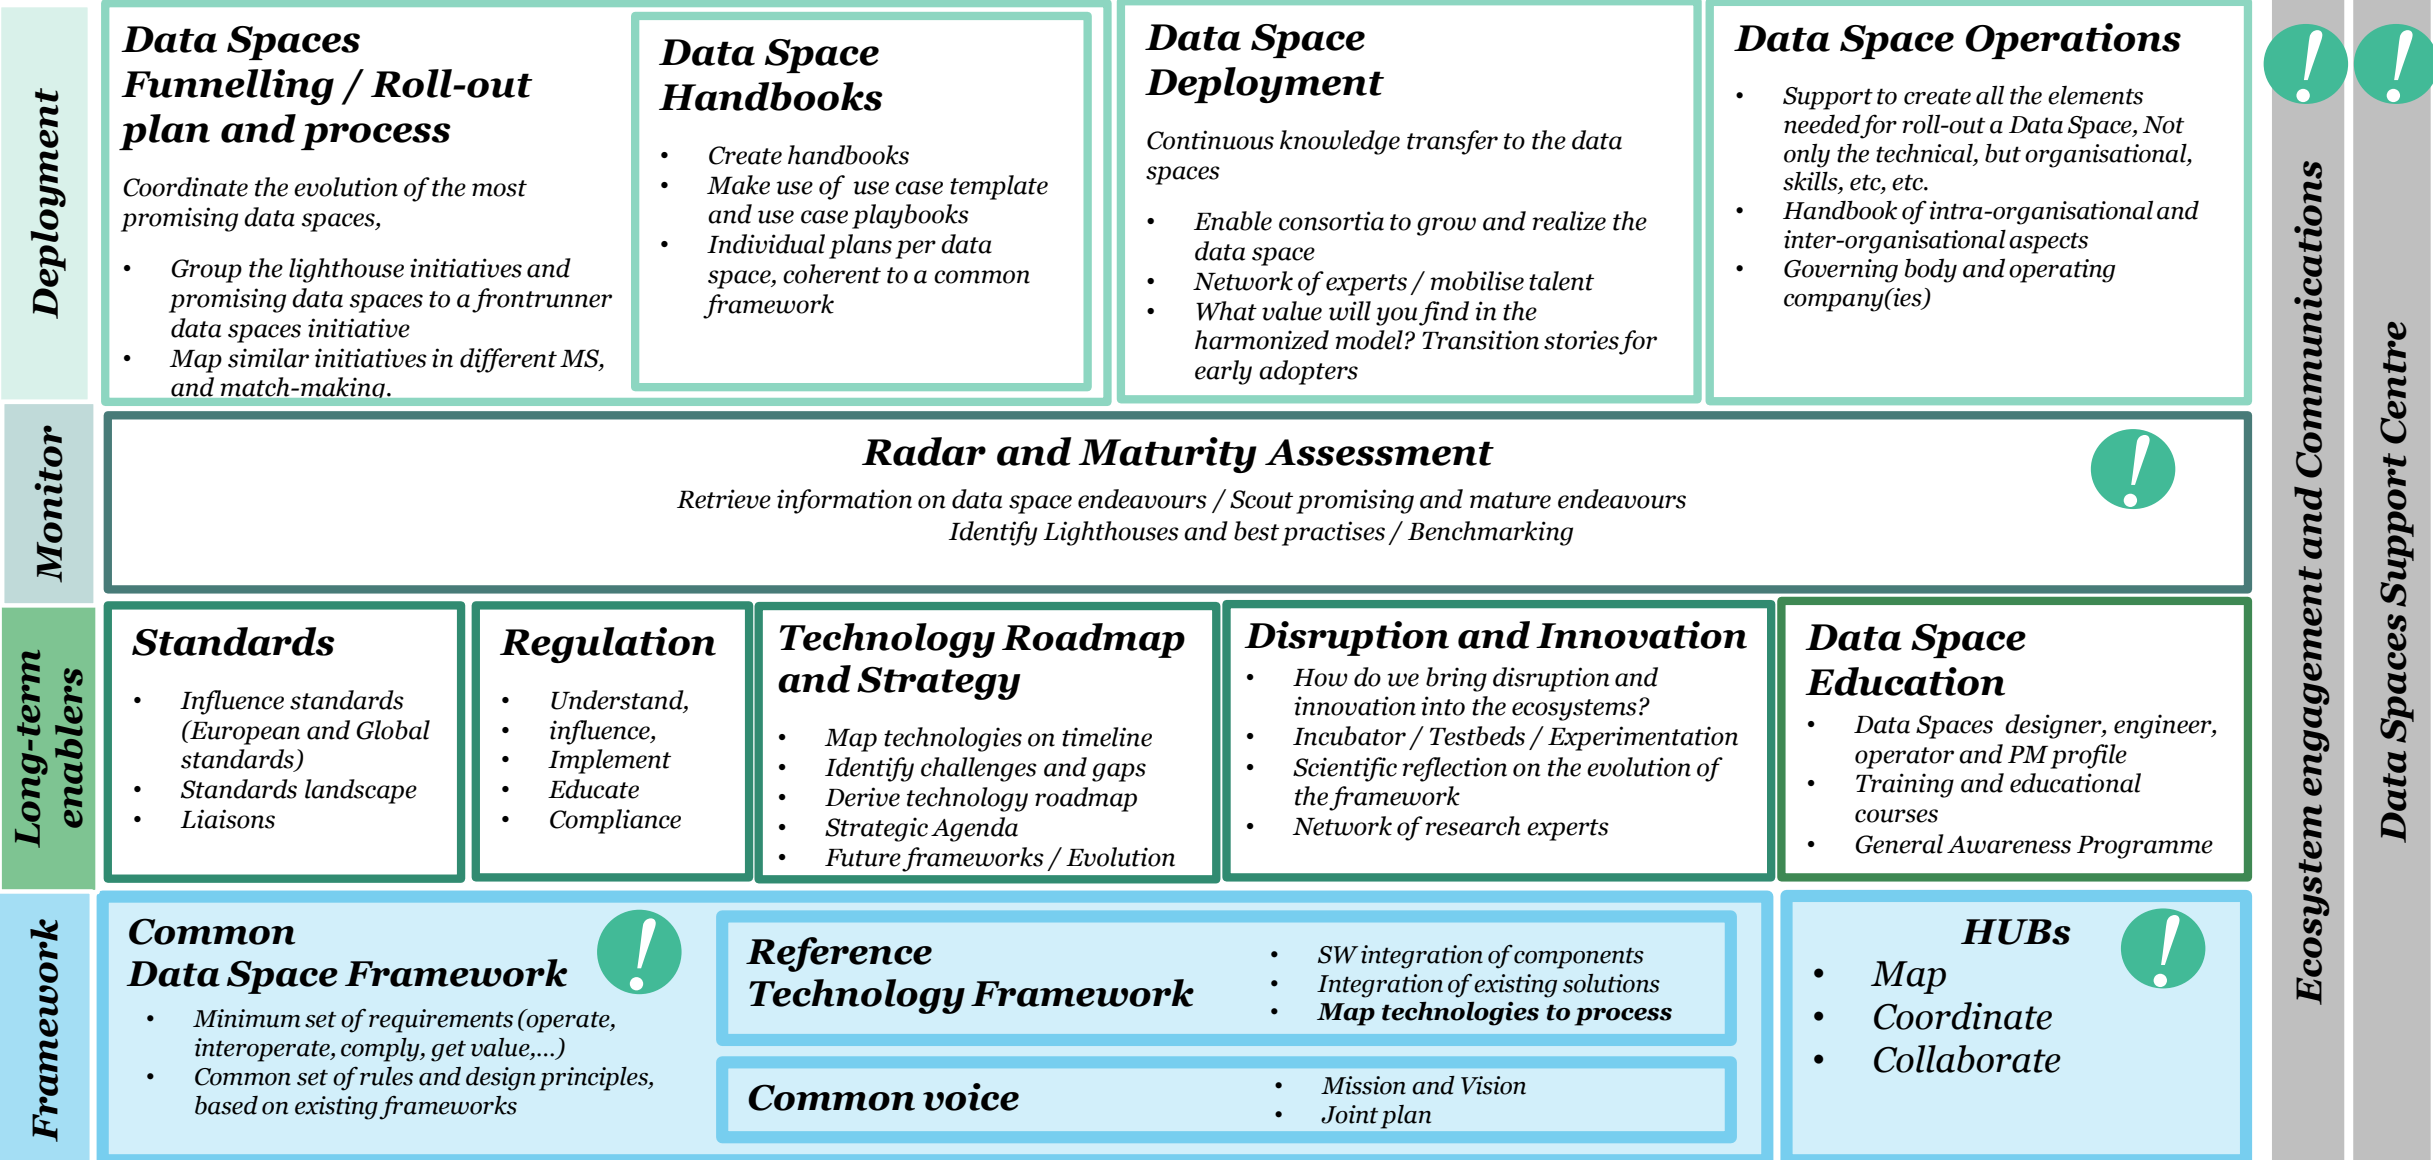 Deployment
Data Spaces
Funnelling / Roll-out
plan and process
Coordinate the evolution of the most
promising data spaces,
• Group the lighthouse initiatives and
promising data spaces to a frontrunner
data spaces initiative
• Map similar initiatives in different MS,
and match-making.
Data Space
Handbooks
• Create handbooks
• Make use of use case template
and use case playbooks
• Individual plans per data
space, coherent to a common
framework
Data Space
Deployment
Continuous knowledge transfer to the data
spaces
• Enable consortia to grow and realize the
data space
• Network of experts / mobilise talent
• What value will you find in the
harmonized model? Transition stories for
early adopters
Data Space Operations
• Support to create all the elements
needed for roll-out a Data Space, Not
only the technical, but organisational,
skills, etc, etc.
• Handbook of intra-organisational and
inter-organisational aspects
• Governing body and operating
company(ies)
Monitor
Radar and Maturity Assessment
Retrieve information on data space endeavours / Scout promising and mature endeavours
Identify Lighthouses and best practises / Benchmarking
!
Long-term
enablers
Standards
• Influence standards
(European and Global
standards)
• Standards landscape
• Liaisons
Regulation
• Understand,
• influence,
• Implement
• Educate
• Compliance
Technology Roadmap
and Strategy
• Map technologies on timeline
• Identify challenges and gaps
• Derive technology roadmap
• Strategic Agenda
• Future frameworks / Evolution
Disruption and Innovation
• How do we bring disruption and
innovation into the ecosystems?
• Incubator / Testbeds / Experimentation
• Scientific reflection on the evolution of
the framework
• Network of research experts
Data Space
Education
• Data Spaces designer, engineer,
operator and PM profile
• Training and educational
courses
• General Awareness Programme
Framework
Common
Data Space Framework
!
• Minimum set of requirements (operate,
interoperate, comply, get value,...)
• Common set of rules and design principles,
based on existing frameworks
Reference
Technology Framework
• SW integration of components
• Integration of existing solutions
• Map technologies to process
Common voice
• Mission and Vision
• Joint plan
HUBs
!
• Map
• Coordinate
• Collaborate
!
Ecosystem engagement and Communications
!
Data Spaces Support Centre